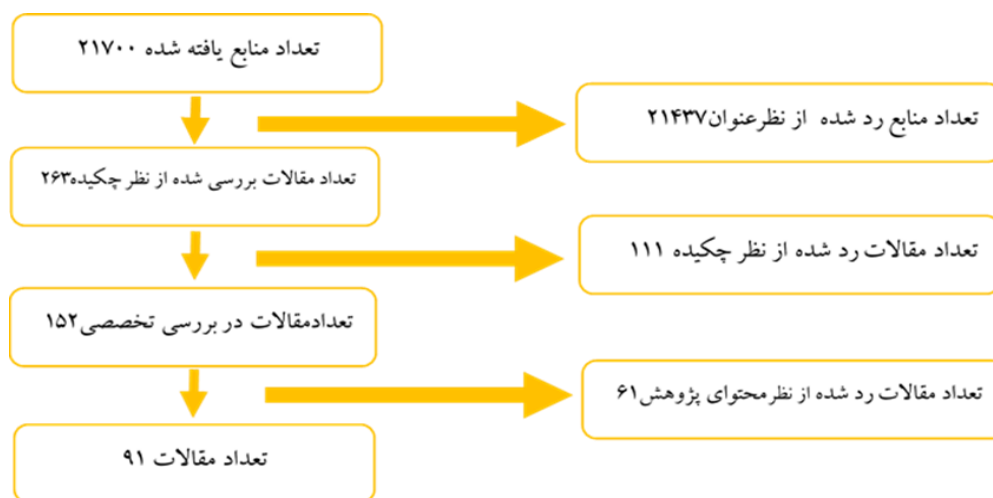 تعداد منابع یافته شده ۲۱۷۰۰
تعداد منابع رد شده از نظرعنوان۲۱۴۳۷
تعداد مقالات بررسی شده از نظر چکیده۲۶۳
تعداد مقالات رد شده از نظر چکیده ۱۱۱
تعدادمقالات در بررسی تخصصی۱۵۲
تعداد مقالات رد شده از نظرمحتوای پژوهش۶۱
تعداد مقالات ۹۱